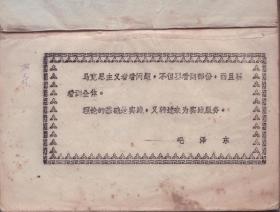 马克思主义者看问题，不但要看到部份，而且要
看到全体。
理论的基础是实践，又转过来为实践服务。
——毛泽东